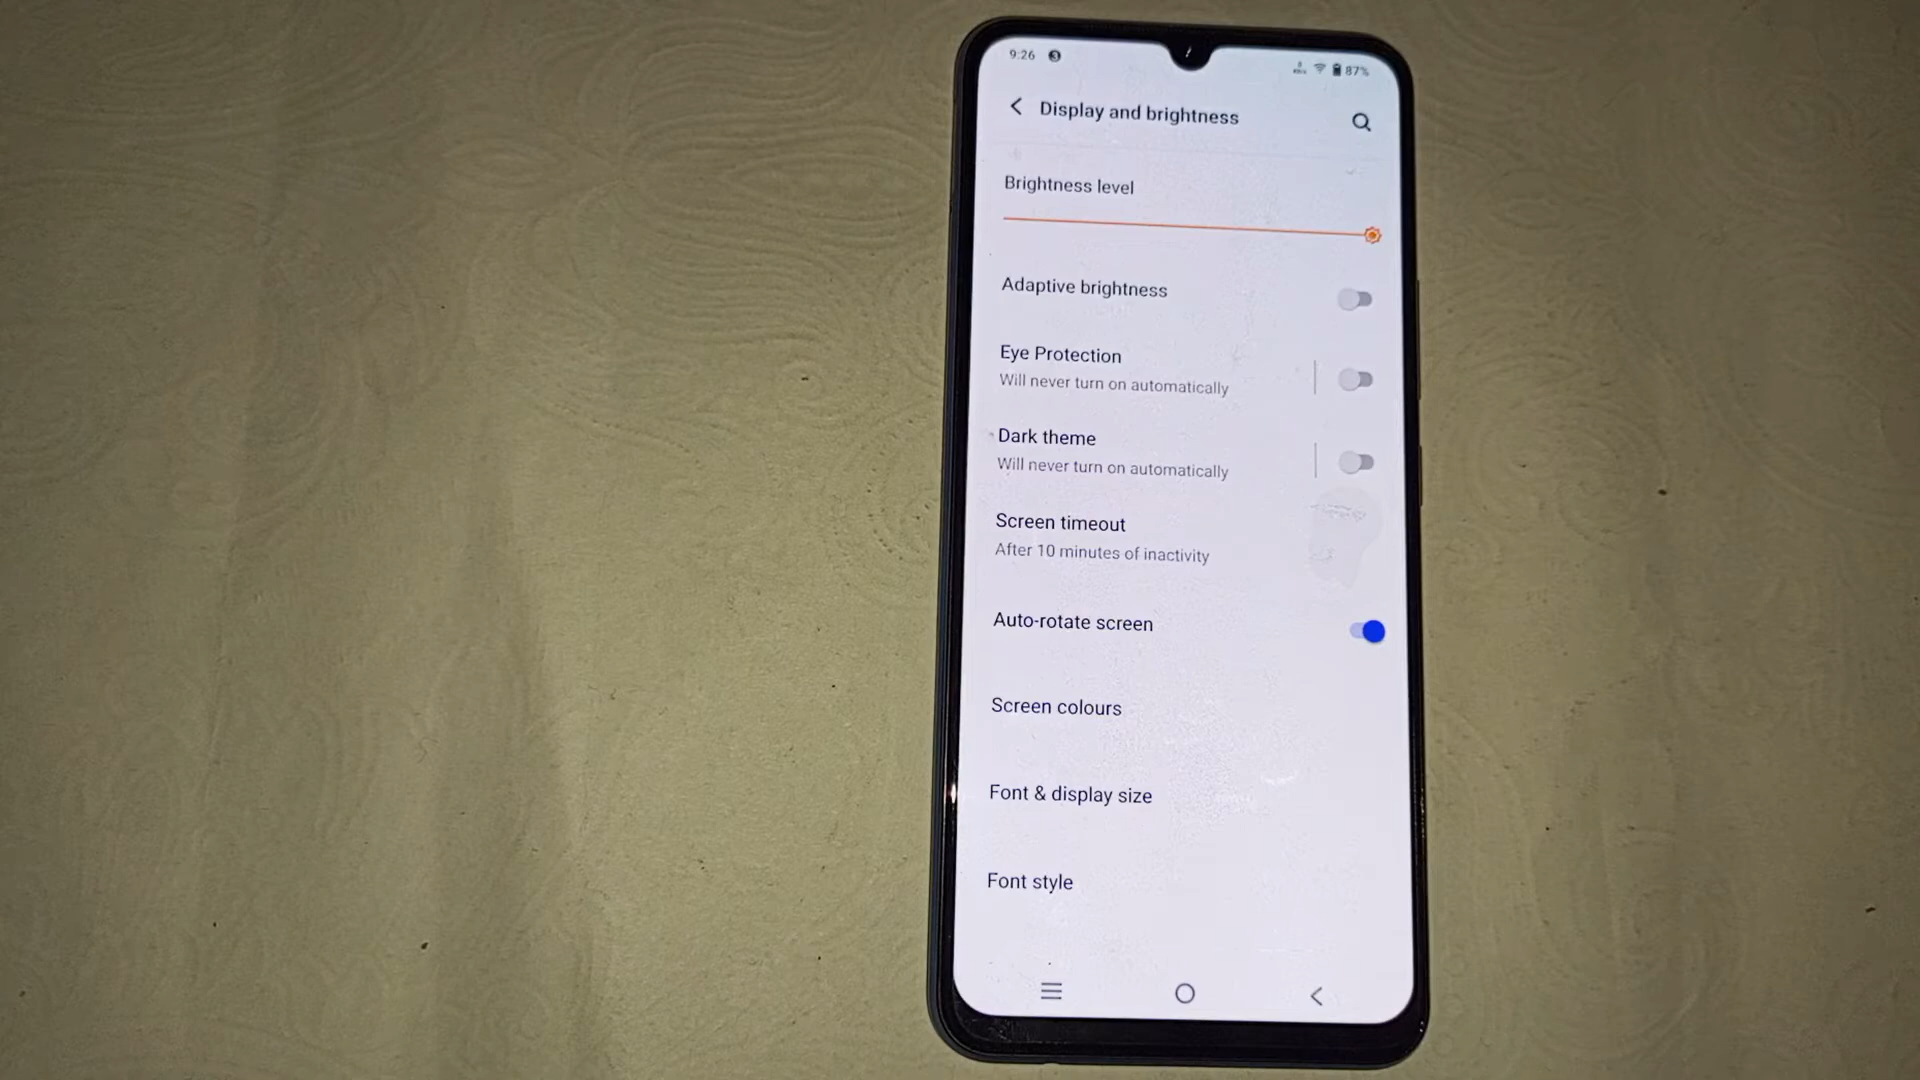 9:26
87%
Display and brightness
Brightness level
Adaptive brightness
Eye Protection
Will never turn on automatically
Dark theme
Will never turn on automatically
Screen timeout
After 10 minutes of inactivity
Auto-rotate screen
Screen colours
Font & display size
Font style